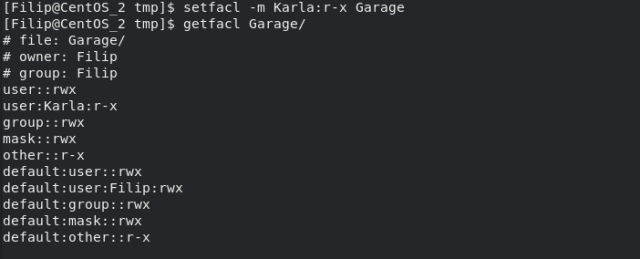 [Filip@CentOS_2 tmp]$ setfacl -m Karla:r-x Garage
[Filip@CentOS_2 tmp]$ getfacl Garage/
# file: Garage/
# owner: Filip
# group: Filip
user::rwx
user:Karla:r-x
group::rwx
mask::rwx
other::r-x
default:user::rwx
default:user:Filip:rwx
default:group::rwx
default:mask::rwx
default:other::r-x